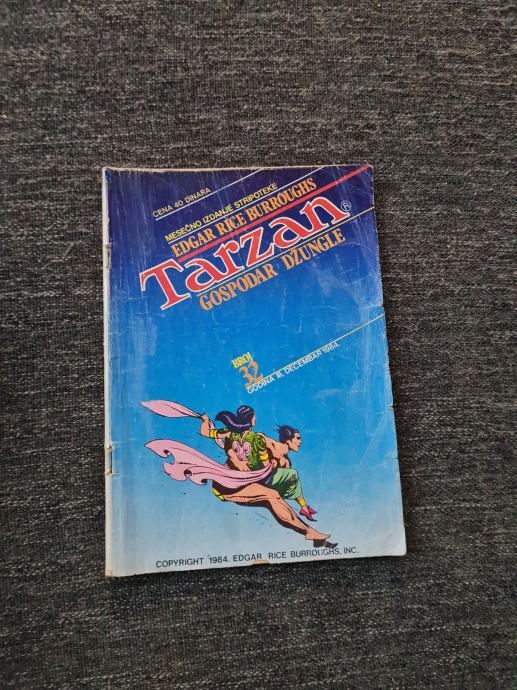 CENA 40 DINARA
MESEČNO IZDANJE STRIPOTEKE
EDGAR RICE BURROUGHS
Tarzan®
GOSPODAR DŽUNGLE
BROJ
32
GODINA III, DECEMBAR 1984.
COPYRIGHT 1984. EDGAR RICE BURROUGHS, INC.